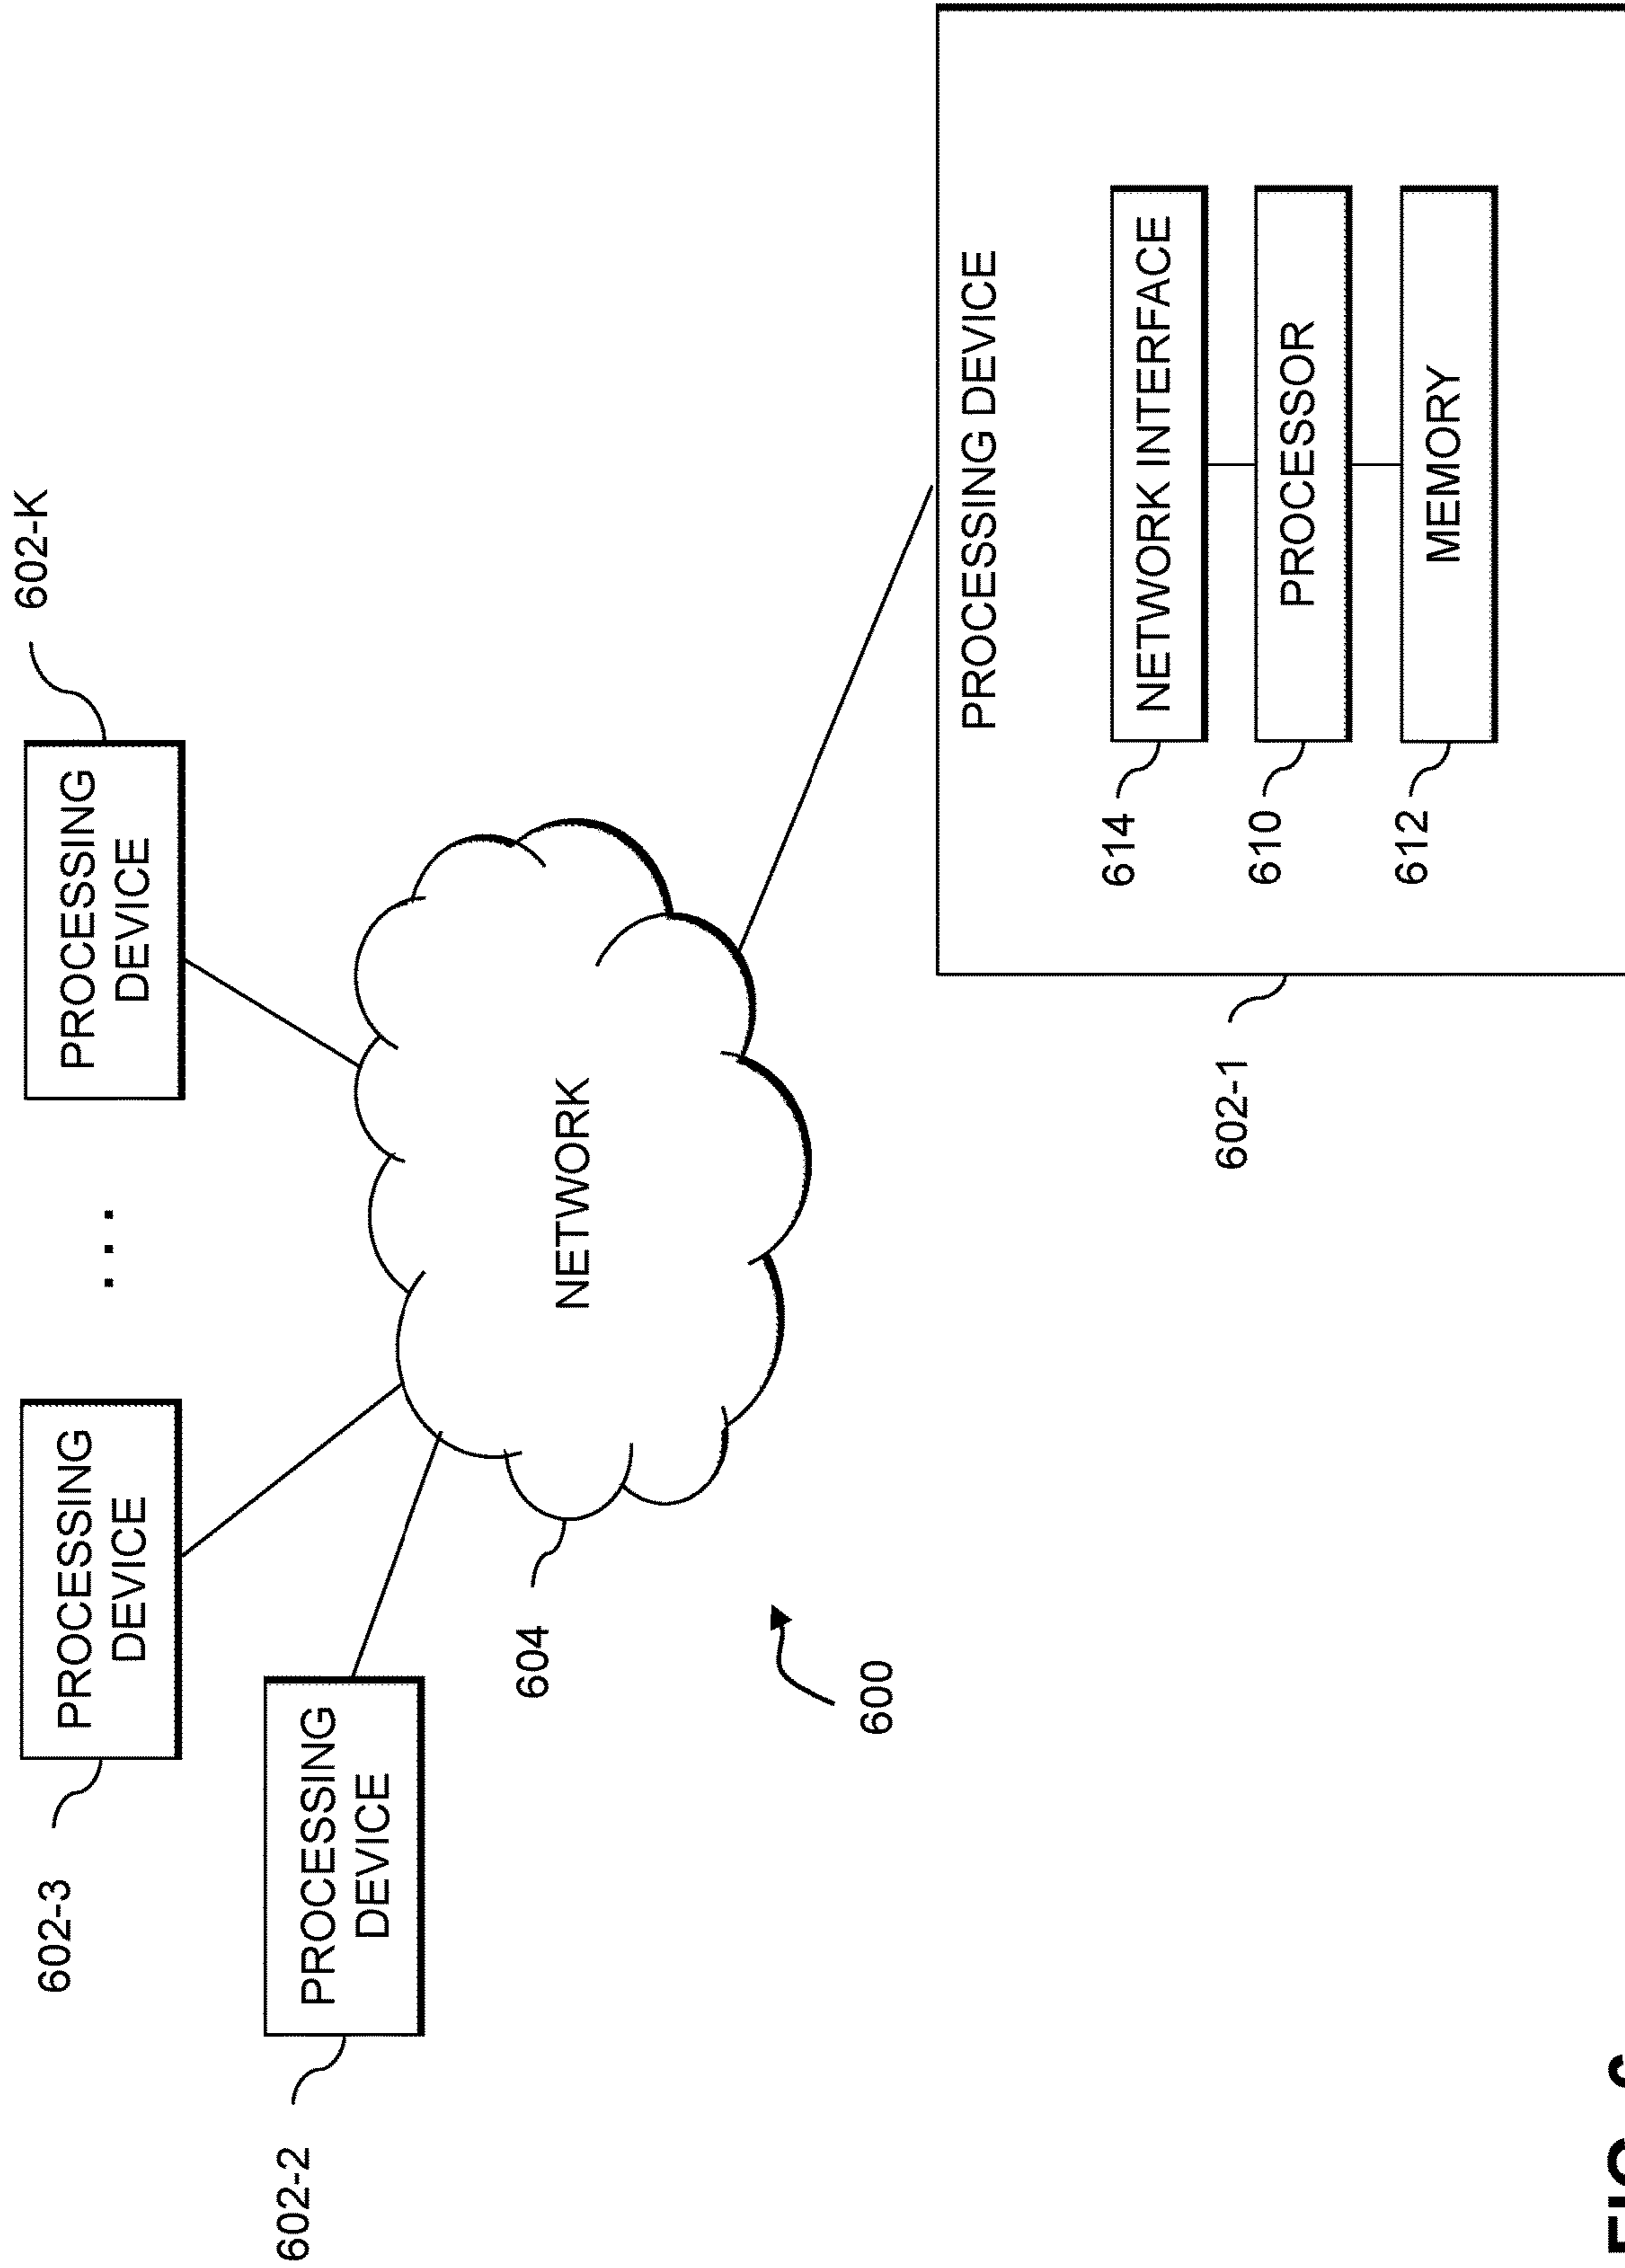 602-2
602-3
602-K
PROCESSING
DEVICE
PROCESSING
DEVICE
. . .
PROCESSING
DEVICE
604
NETWORK
600
PROCESSING DEVICE
602-1
614
NETWORK INTERFACE
610
PROCESSOR
612
MEMORY